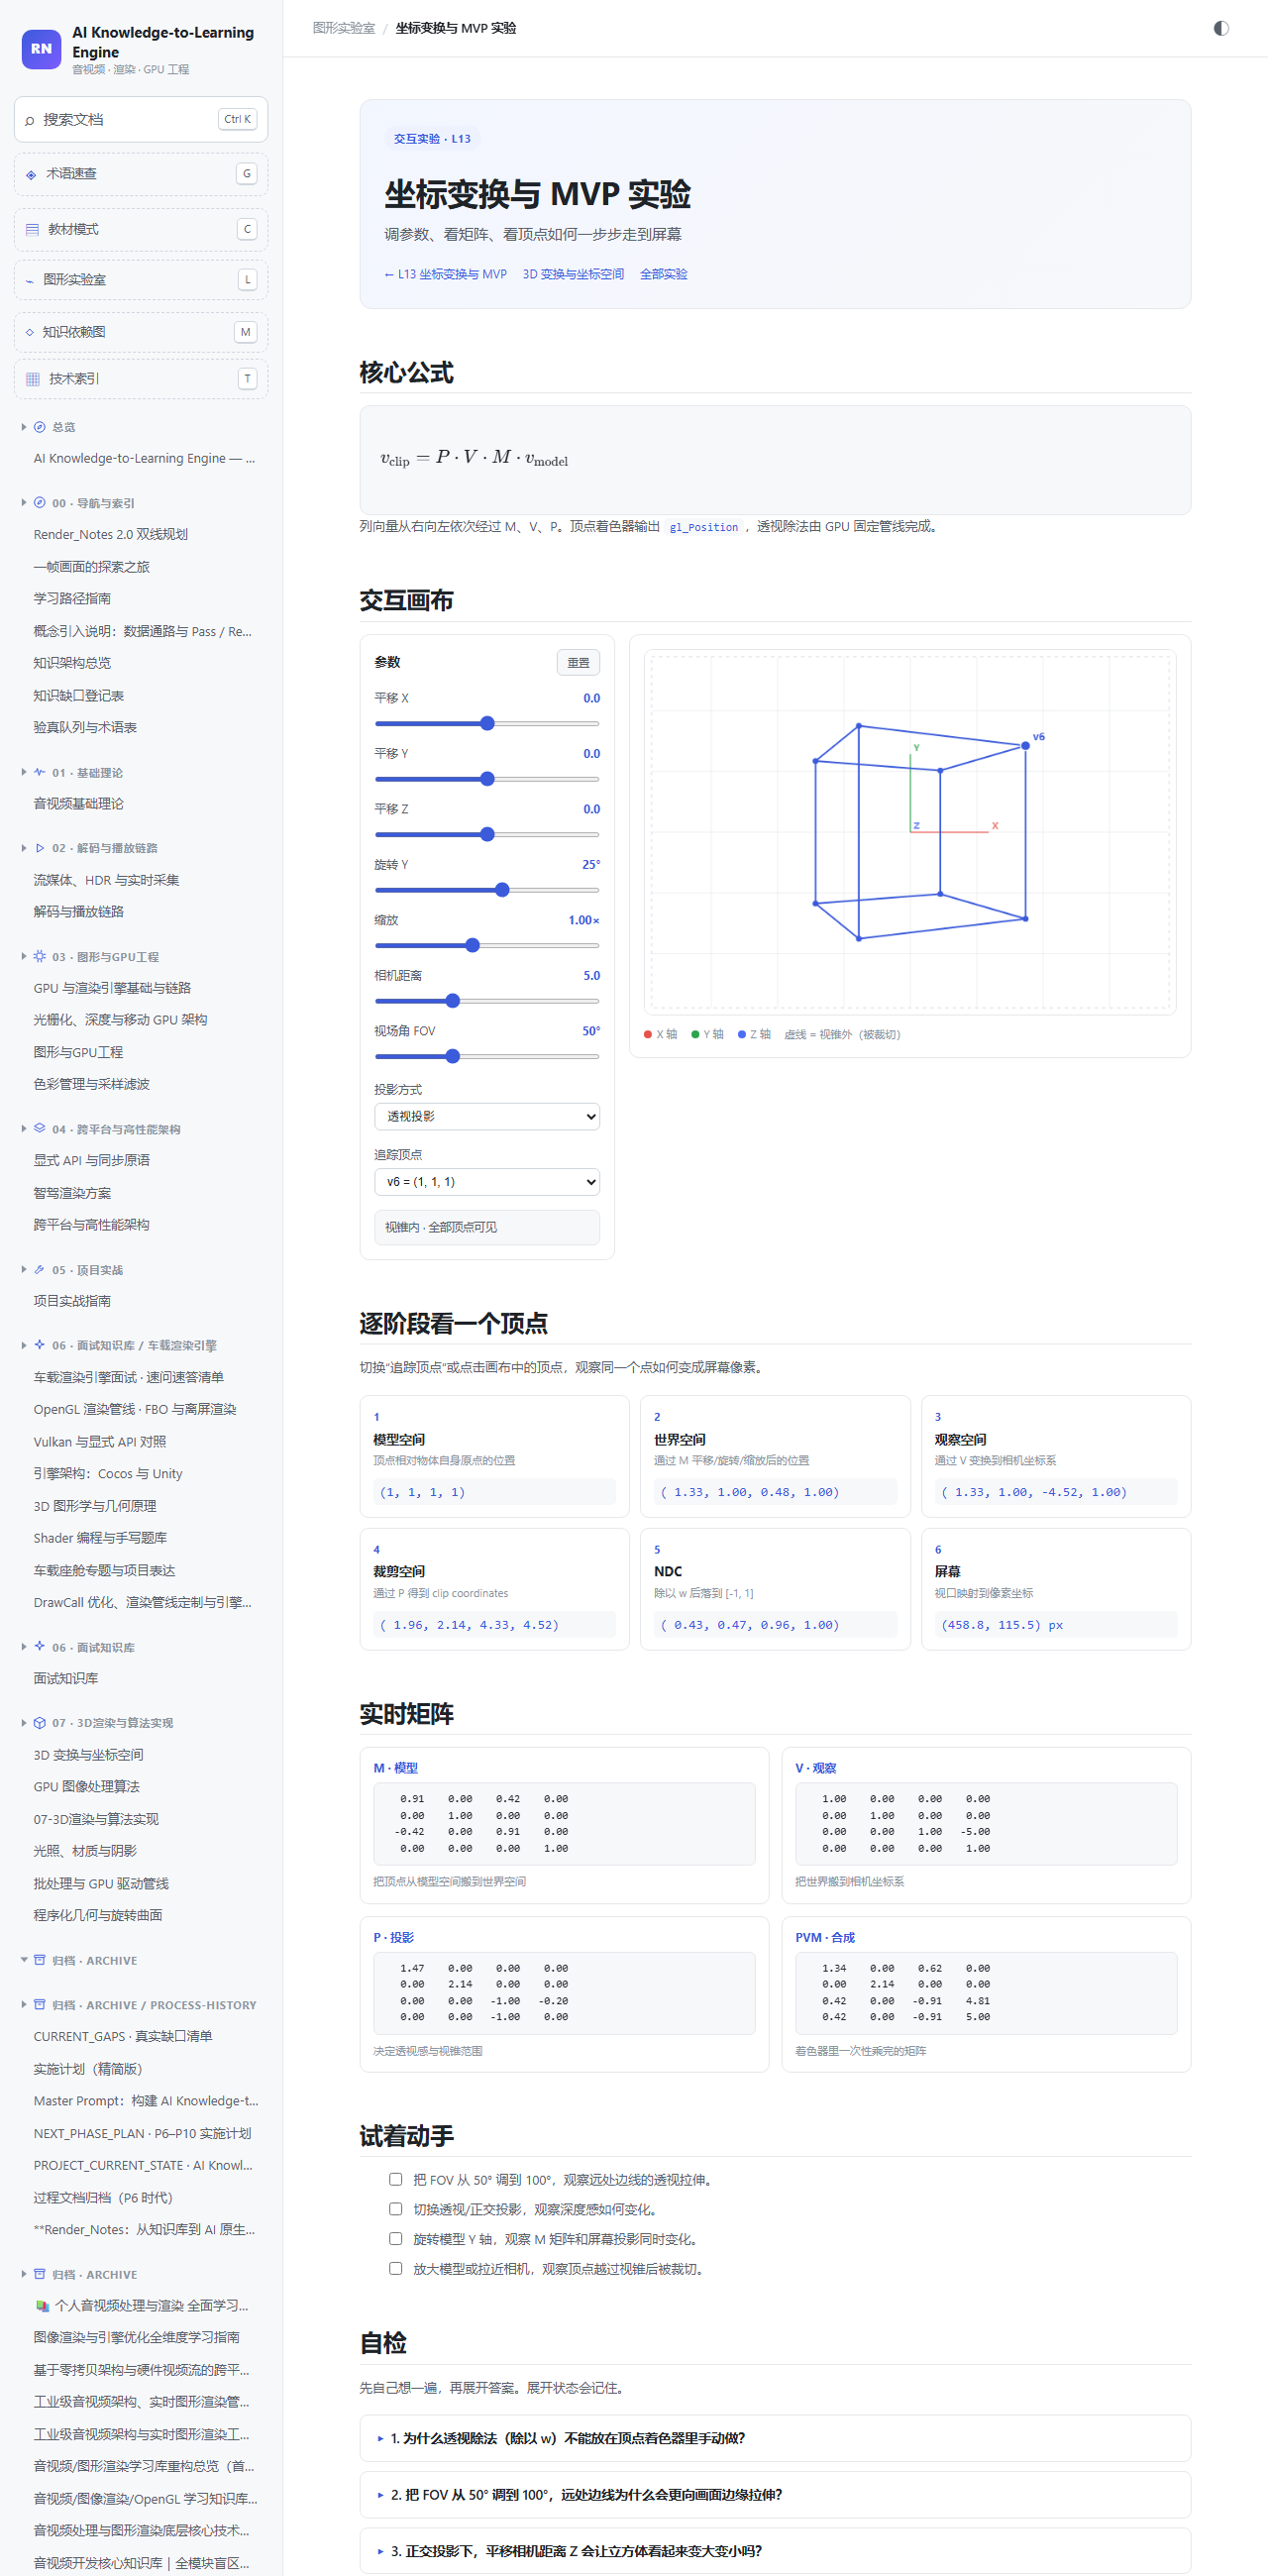 RN
AI Knowledge-to-Learning Engine
音视频 · 渲染 · GPU 工程
搜索文档 Ctrl K
术语速查 G
教材模式 C
图形实验室 L
知识依赖图 M
技术索引 T
总览
AI Knowledge-to-Learning Engine — ...
00 · 导航与索引
Render_Notes 2.0 双线规划
一帧画面的探索之旅
学习路径指南
概念引入说明：数据通路与 Pass / Re...
知识架构总览
知识缺口登记表
验真队列与术语表
01 · 基础理论
音视频基础理论
02 · 解码与播放链路
流媒体、HDR 与实时采集
解码与播放链路
03 · 图形与GPU工程
GPU 与渲染引擎基础与链路
光栅化、深度与移动 GPU 架构
图形与GPU工程
色彩管理与采样滤波
04 · 跨平台与高性能架构
显式 API 与同步原语
智驾渲染方案
跨平台与高性能架构
05 · 项目实战
项目实战指南
06 · 面试知识库 / 车载渲染引擎
车载渲染引擎面试 · 速问速答清单
OpenGL 渲染管线 · FBO 与离屏渲染
Vulkan 与显式 API 对照
引擎架构：Cocos 与 Unity
3D 图形学与几何原理
Shader 编程与手写题库
车载座舱专题与项目表达
DrawCall 优化、渲染管线定制与引擎...
06 · 面试知识库
面试知识库
07 · 3D渲染与算法实现
3D 变换与坐标空间
GPU 图像处理算法
07-3D渲染与算法实现
光照、材质与阴影
批处理与 GPU 驱动管线
程序化几何与旋转曲面
归档 · ARCHIVE
归档 · ARCHIVE / PROCESS-HISTORY
CURRENT_GAPS · 真实缺口清单
实施计划（精简版）
Master Prompt：构建 AI Knowledge-t...
NEXT_PHASE_PLAN · P6–P10 实施计划
PROJECT_CURRENT_STATE · AI Knowl...
过程文档归档（P6 时代）
**Render_Notes：从知识库到 AI 原生...
归档 · ARCHIVE
个人音视频处理与渲染 全面学习...
图像渲染与引擎优化全维度学习指南
基于零拷贝架构与硬件视频流的跨平...
工业级音视频架构、实时图形渲染管...
工业级音视频架构与实时图形渲染工...
音视频/图形渲染学习库重构总览（首...
音视频/图像渲染/OpenGL 学习知识库...
音视频处理与图形渲染底层核心技术...
音视频开发核心知识库 | 全模块盲区...
图形实验室 / 坐标变换与 MVP 实验
交互实验 · L13
坐标变换与 MVP 实验
调参数、看矩阵、看顶点如何一步步走到屏幕
← L13 坐标变换与 MVP 3D 变换与坐标空间 全部实验
核心公式
v_clip = P · V · M · v_model
列向量从右向左依次经过 M、V、P。顶点着色器输出 gl_Position，透视除法由 GPU 固定管线完成。
交互画布
参数 重置
平移 X 0.0
平移 Y 0.0
平移 Z 0.0
旋转 Y 25°
缩放 1.00×
相机距离 5.0
视场角 FOV 50°
投影方式
透视投影
追踪顶点
v6 = (1, 1, 1)
视锥内 · 全部顶点可见
v6
Y
Z X
X 轴 Y 轴 Z 轴 虚线 = 视锥外（被裁切）
逐阶段看一个顶点
切换“追踪顶点”或点击画布中的顶点，观察同一个点如何变成屏幕像素。
1
模型空间
顶点相对物体自身原点的位置
(1, 1, 1, 1)
2
世界空间
通过 M 平移/旋转/缩放后的位置
( 1.33, 1.00, 0.48, 1.00)
3
观察空间
通过 V 变换到相机坐标系
( 1.33, 1.00, -4.52, 1.00)
4
裁剪空间
通过 P 得到 clip coordinates
( 1.96, 2.14, 4.33, 4.52)
5
NDC
除以 w 后落到 [-1, 1]
( 0.43, 0.47, 0.96, 1.00)
6
屏幕
视口映射到像素坐标
(458.8, 115.5) px
实时矩阵
M · 模型
0.91 0.00 0.42 0.00
0.00 1.00 0.00 0.00
-0.42 0.00 0.91 0.00
0.00 0.00 0.00 1.00
把顶点从模型空间搬到世界空间
V · 观察
1.00 0.00 0.00 0.00
0.00 1.00 0.00 0.00
0.00 0.00 1.00 -5.00
0.00 0.00 0.00 1.00
把世界搬到相机坐标系
P · 投影
1.47 0.00 0.00 0.00
0.00 2.14 0.00 0.00
0.00 0.00 -1.00 -0.20
0.00 0.00 -1.00 0.00
决定透视感与视锥范围
PVM · 合成
1.34 0.00 0.62 0.00
0.00 2.14 0.00 0.00
0.42 0.00 -0.91 4.81
0.42 0.00 -0.91 5.00
着色器里一次性乘完的矩阵
试着动手
把 FOV 从 50° 调到 100°，观察远处边线的透视拉伸。
切换透视/正交投影，观察深度感如何变化。
旋转模型 Y 轴，观察 M 矩阵和屏幕投影同时变化。
放大模型或拉近相机，观察顶点越过视锥后被裁切。
自检
先自己想一遍，再展开答案。展开状态会记住。
1. 为什么透视除法（除以 w）不能放在顶点着色器里手动做？
2. 把 FOV 从 50° 调到 100°，远处边线为什么会更向画面边缘拉伸？
3. 正交投影下，平移相机距离 Z 会让立方体看起来变大变小吗？